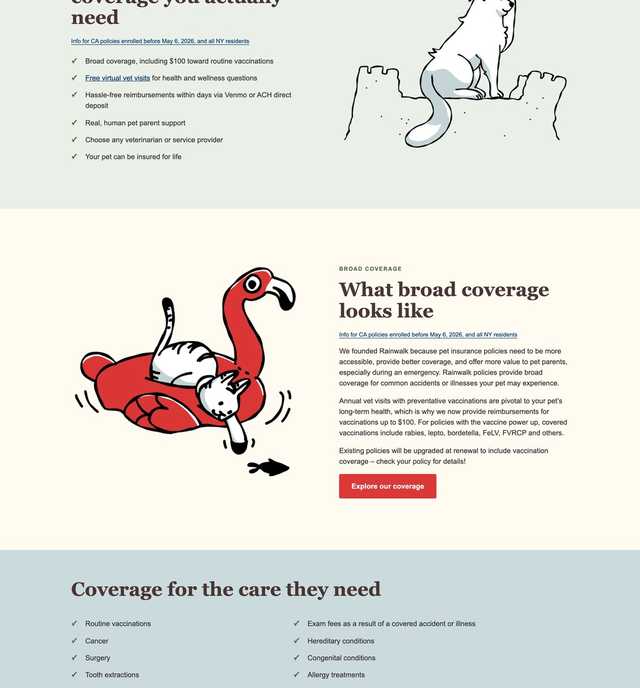 coverage you actually
need
Info for CA policies enrolled before May 6, 2026, and all NY residents
✓ Broad coverage, including $100 toward routine vaccinations
✓ Free virtual vet visits for health and wellness questions
✓ Hassle-free reimbursements within days via Venmo or ACH direct
deposit
✓ Real, human pet parent support
✓ Choose any veterinarian or service provider
✓ Your pet can be insured for life
BROAD COVERAGE
What broad coverage
looks like
Info for CA policies enrolled before May 6, 2026, and all NY residents
We founded Rainwalk because pet insurance policies need to be more
accessible, provide better coverage, and offer more value to pet parents,
especially during an emergency. Rainwalk policies provide broad
coverage for common accidents or illnesses your pet may experience.
Annual vet visits with preventative vaccinations are pivotal to your pet's
long-term health, which is why we now provide reimbursements for
vaccinations up to $100. For policies with the vaccine power up, covered
vaccinations include rabies, lepto, bordetella, FeLV, FVRCP and others.
Existing policies will be upgraded at renewal to include vaccination
coverage – check your policy for details!
Explore our coverage
Coverage for the care they need
✓ Routine vaccinations
✓ Cancer
✓ Surgery
✓ Tooth extractions
✓ Exam fees as a result of a covered accident or illness
✓ Hereditary conditions
✓ Congenital conditions
✓ Allergy treatments